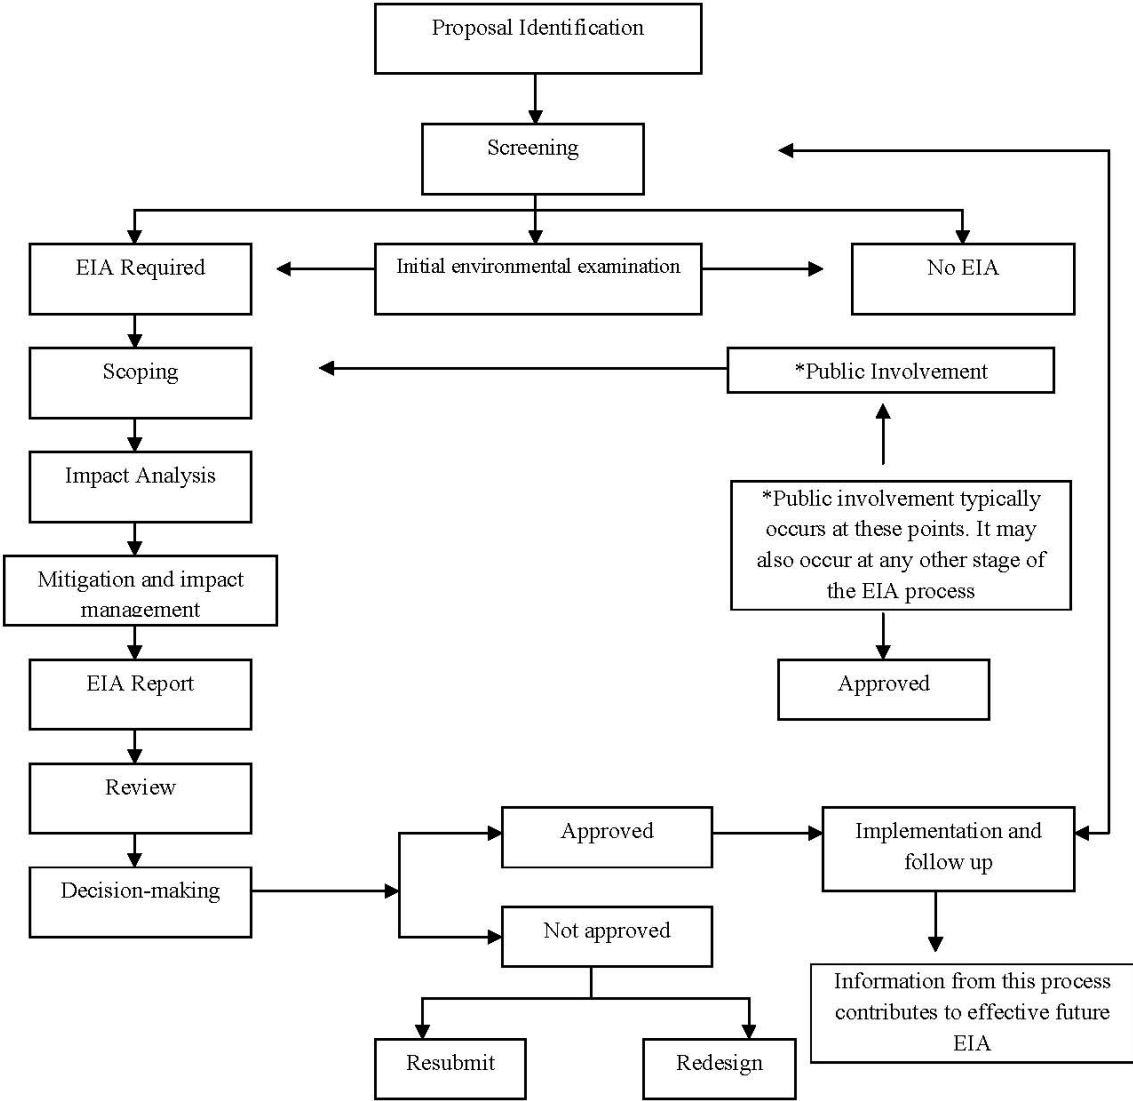 Proposal Identification
Screening
EIA Required
Initial environmental examination
No EIA
Scoping
*Public Involvement
Impact Analysis
*Public involvement typically
occurs at these points. It may
also occur at any other stage of
the EIA process
Mitigation and impact
management
EIA Report
Approved
Review
Approved
Implementation and
follow up
Decision-making
Not approved
Information from this process
contributes to effective future
EIA
Resubmit
Redesign